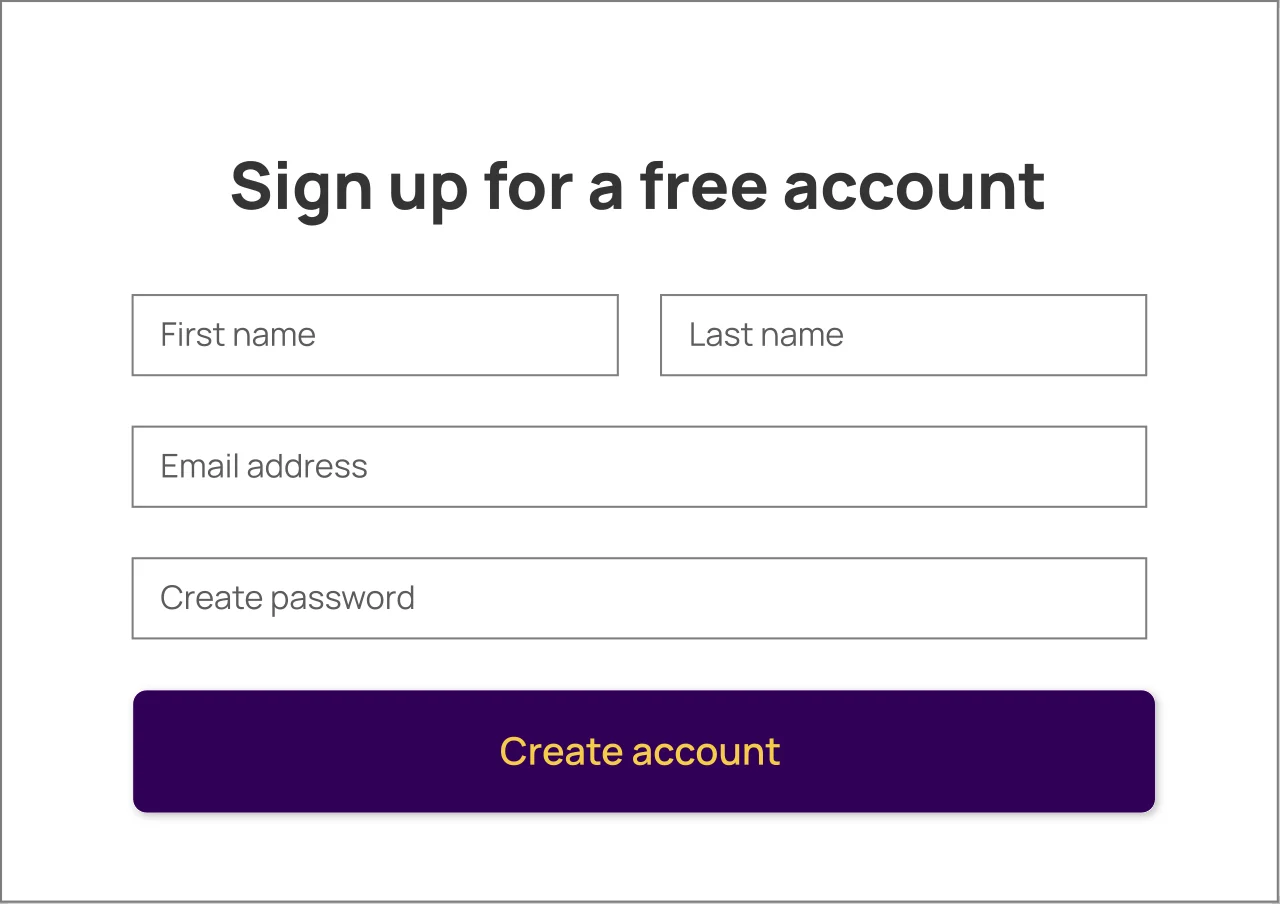 Sign up for a free account
First name
Last name
Email address
Create password
Create account